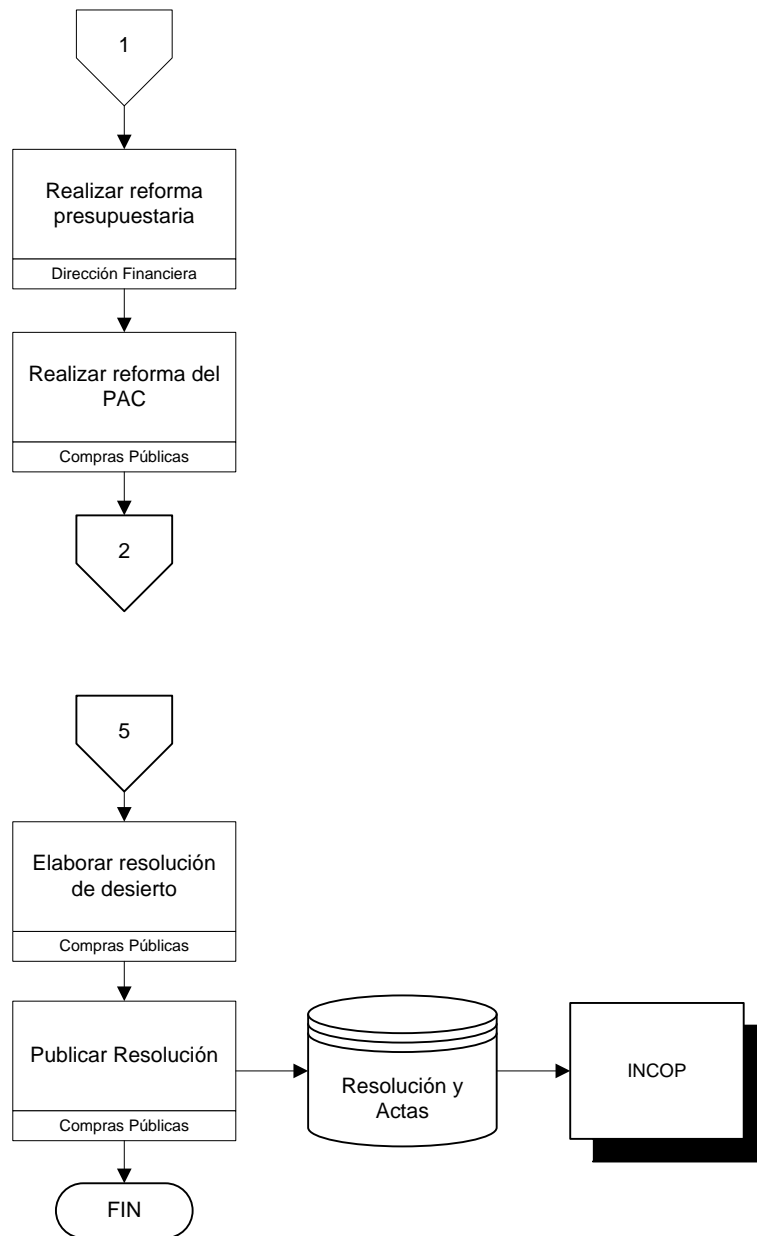 1
Realizar reforma
presupuestaria
Dirección Financiera
Realizar reforma del
PAC
Compras Públicas
2
5
Elaborar resolución
de desierto
Compras Públicas
Publicar Resolución
Compras Públicas
Resolución y
Actas
INCOP
FIN